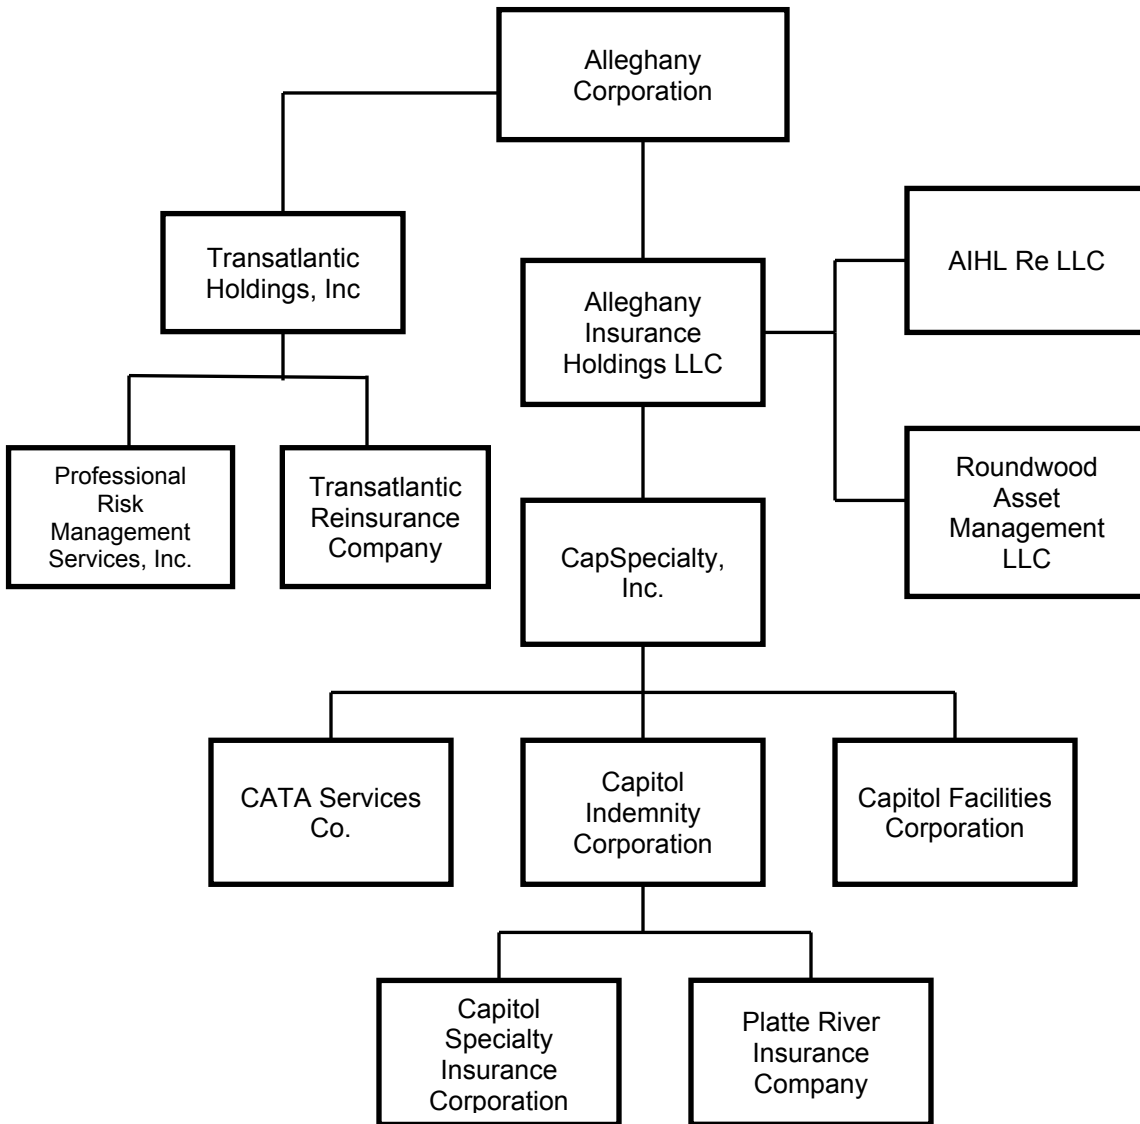 Alleghany
Corporation
Transatlantic
Holdings, Inc
AIHL Re LLC
Alleghany
Insurance
Holdings LLC
Professional
Risk
Management
Services, Inc.
Transatlantic
Reinsurance
Company
Roundwood
Asset
Management
LLC
CapSpecialty,
Inc.
CATA Services
Co.
Capitol
Indemnity
Corporation
Capitol Facilities
Corporation
Capitol
Specialty
Insurance
Corporation
Platte River
Insurance
Company